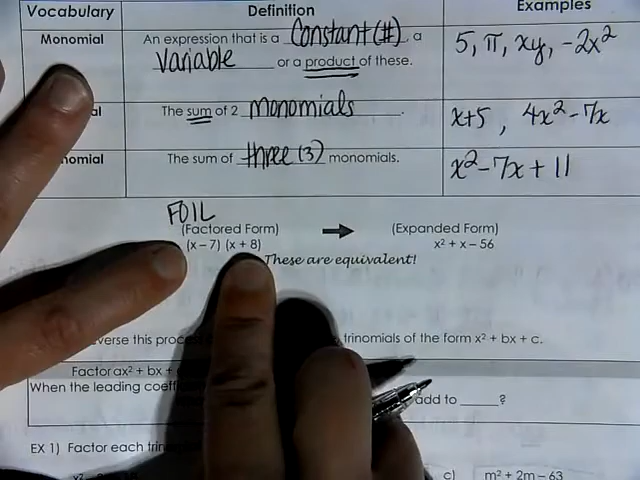 Vocabulary Definition Examples
Monomial An expression that is a Constant (#), a 5, π, xy, -2x²
Variable or a product of these.
The sum of 2 monomials. x+5, 4x² - 7x
The sum of three (3) monomials. x² - 7x + 11
FOIL
(Factored Form) → (Expanded Form)
(x – 7) (x + 8) x² + x – 56
These are equivalent!
this trinomials of the form x² + bx + c.
Factor ax² + bx +
When the leading add to _____?
EX 1) Factor each
c) m² + 2m – 63